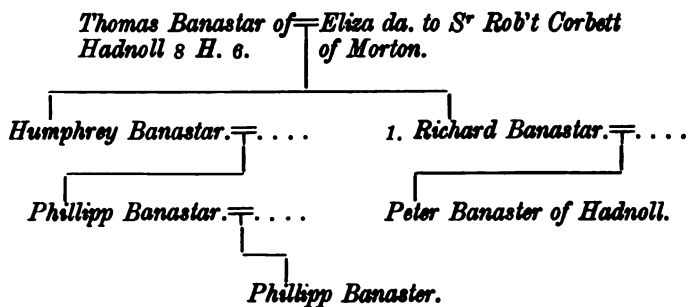 Thomas Banastar of=Eliza da. to Sʳ Rob't Corbett
Hadnoll 8 H. 6. of Morton.
Humphrey Banastar.=.... 1. Richard Banastar.=....
Phillipp Banastar.=.... Peter Banaster of Hadnoll.
Phillipp Banaster.